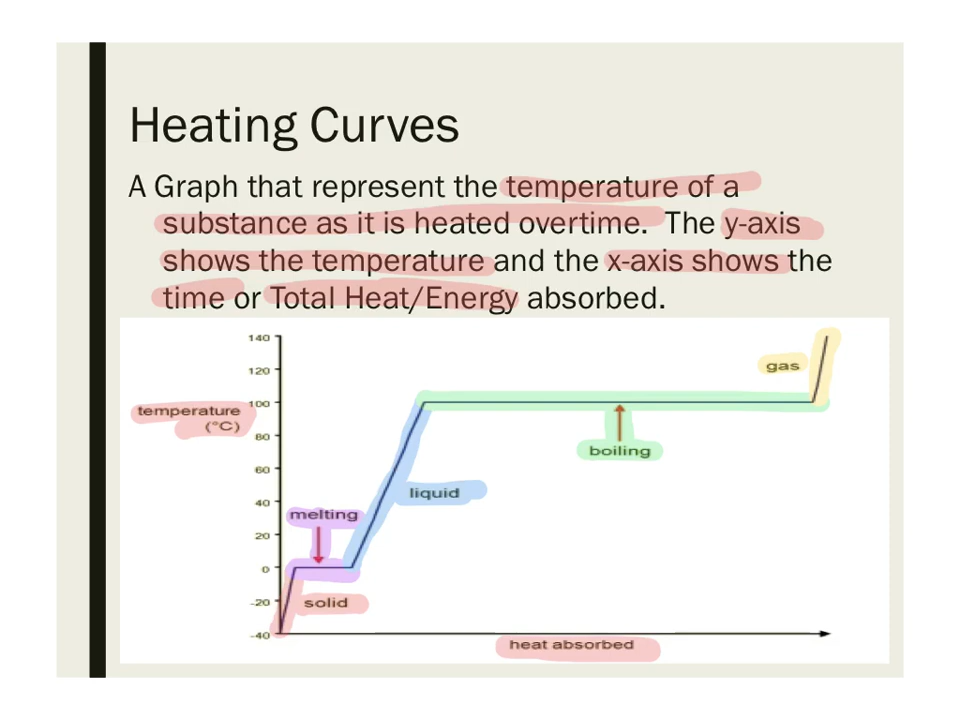 Heating Curves
A Graph that represent the temperature of a
substance as it is heated overtime. The y-axis
shows the temperature and the x-axis shows the
time or Total Heat/Energy absorbed.
140
120
gas
temperature
(°C)
100
80
boiling
60
liquid
40
melting
20
0
-20
solid
-40
heat absorbed